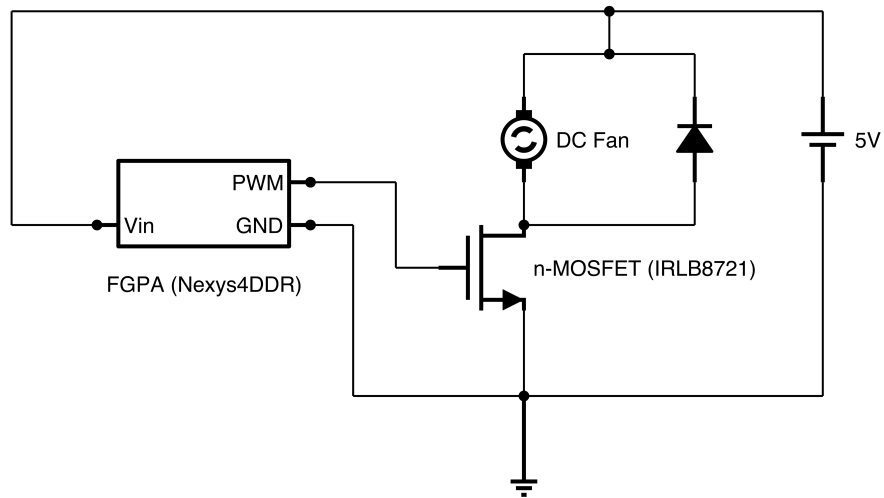 DC Fan
5V
PWM
Vin
GND
FGPA (Nexys4DDR)
n-MOSFET (IRLB8721)